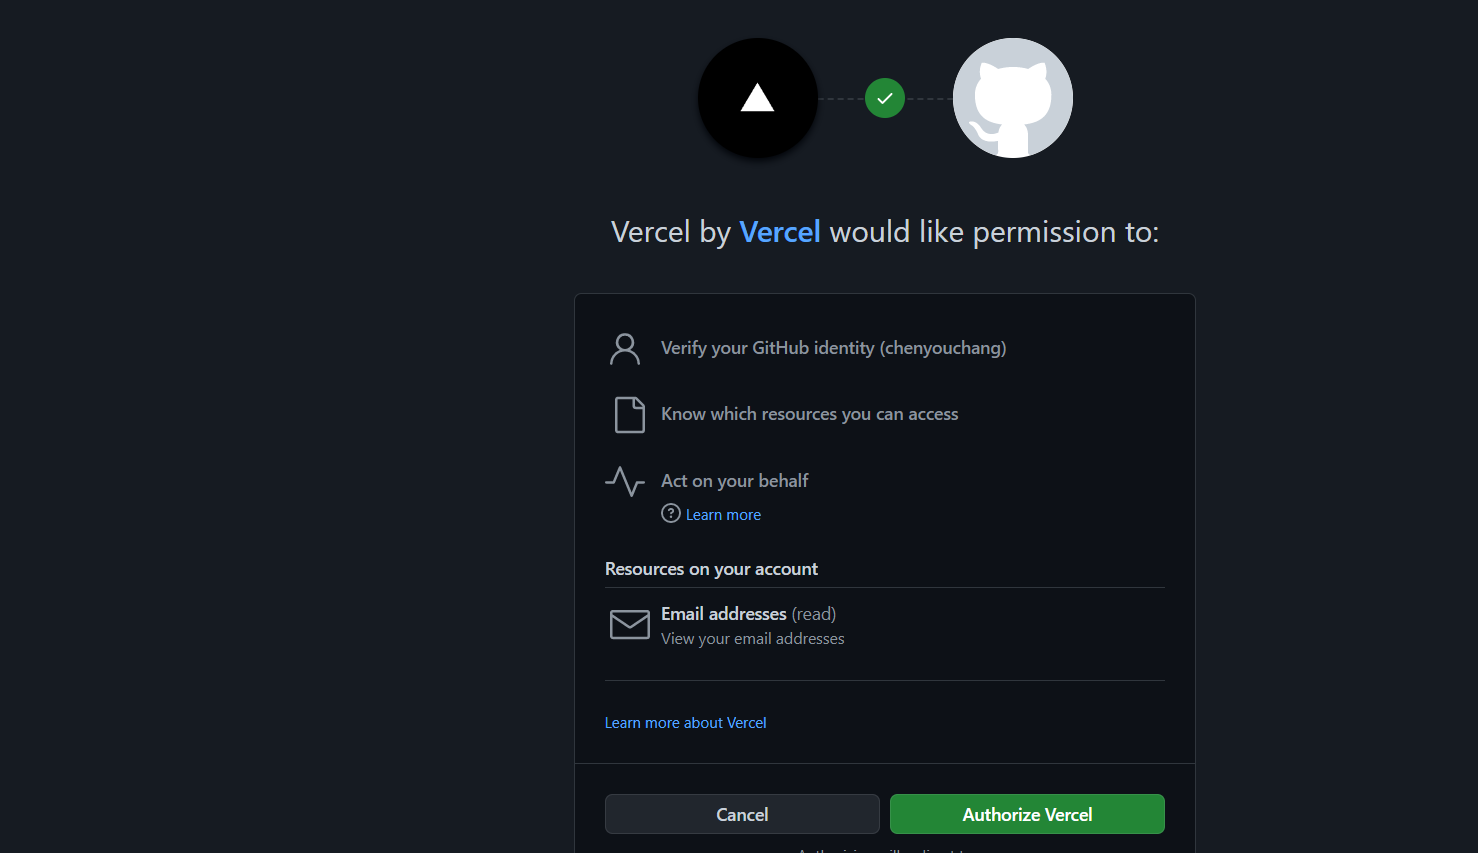 Vercel by Vercel would like permission to:
Verify your GitHub identity (chenyouchang)
Know which resources you can access
Act on your behalf
Learn more
Resources on your account
Email addresses (read)
View your email addresses
Learn more about Vercel
Cancel
Authorize Vercel